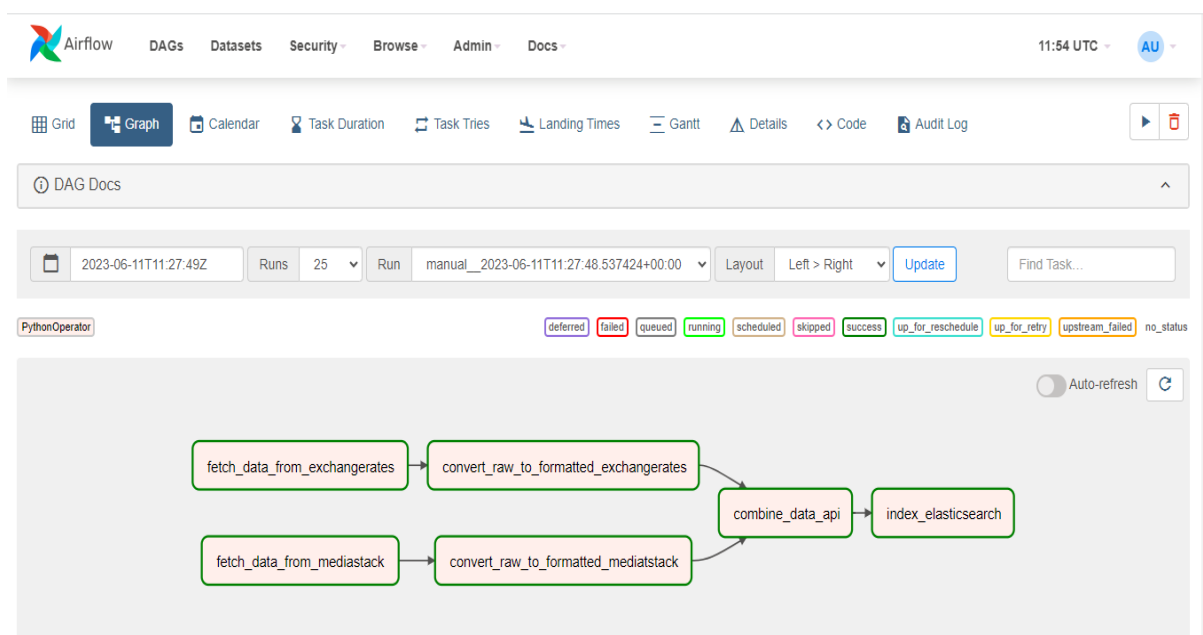 Airflow DAGs Datasets Security Browse Admin Docs 11:54 UTC AU
Grid Graph Calendar Task Duration Task Tries Landing Times Gantt Details Code Audit Log
DAG Docs
2023-06-11T11:27:49Z Runs 25 Run manual__2023-06-11T11:27:48.537424+00:00 Layout Left > Right Update Find Task...
PythonOperator deferred failed queued running scheduled skipped success up_for_reschedule up_for_retry upstream_failed no_status
Auto-refresh
fetch_data_from_exchangerates convert_raw_to_formatted_exchangerates
combine_data_api index_elasticsearch
fetch_data_from_mediastack convert_raw_to_formatted_mediatstack